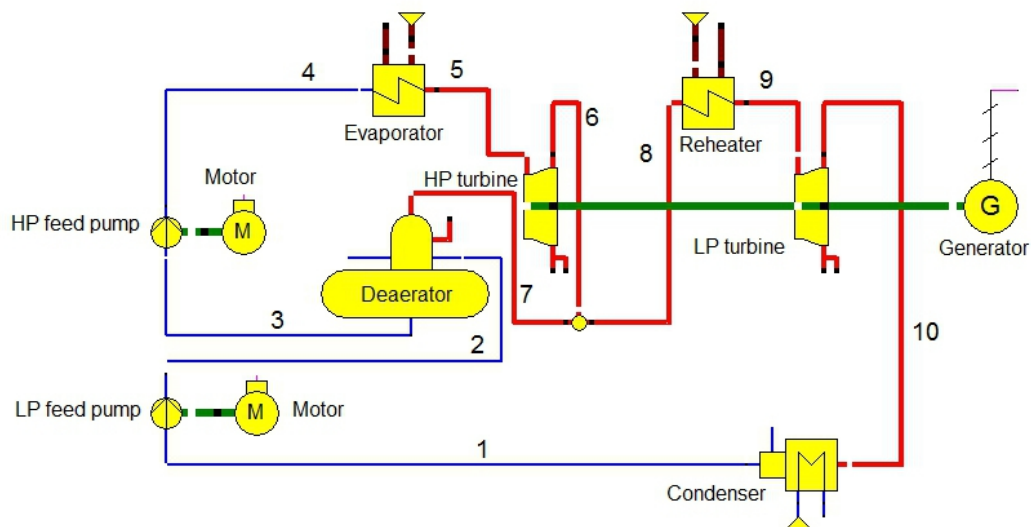 4
5
Evaporator
6
8
9
Reheater
Motor
HP turbine
HP feed pump
M
LP turbine
G
Generator
Deaerator
7
3
2
10
LP feed pump
M
Motor
1
Condenser